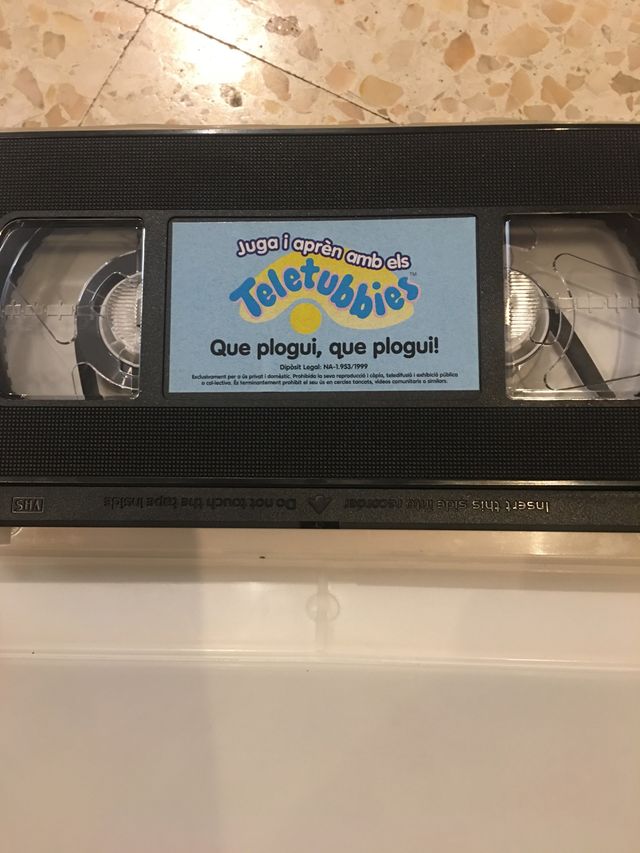 Juga i aprèn amb els
Teletubbies™
Que plogui, que plogui!
Dipòsit Legal: NA-1.953/1999
Exclusivament per a ús privat i domèstic. Prohibida la seva reproducció i còpia, teledifusió i exhibició pública
o col·lectiva. És terminantment prohibit el seu ús en cercles tancats, vídeos comunitaris o similars.
Insert this side into recorder
Do not touch the tape inside
VHS